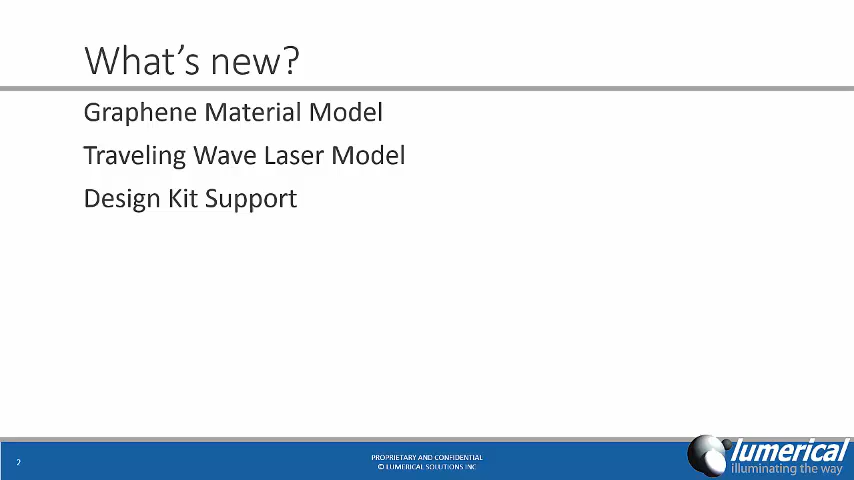 What's new?
Graphene Material Model
Traveling Wave Laser Model
Design Kit Support
2
PROPRIETARY AND CONFIDENTIAL
© LUMERICAL SOLUTIONS INC
lumerical
illuminating the way